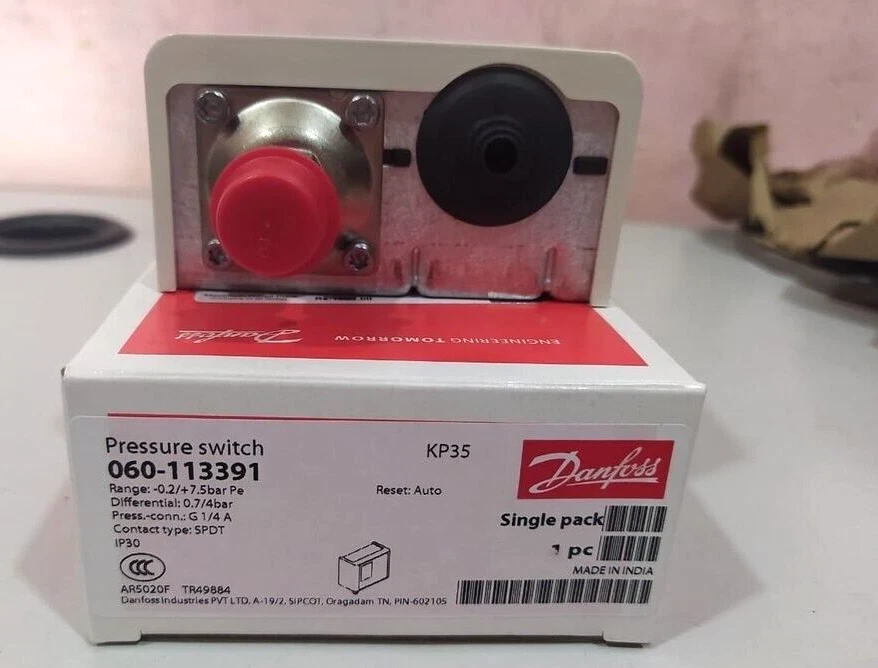 Danfoss
ENGINEERING TOMORROW
Pressure switch
KP35
Danfoss
060-113391
Range: -0.2/+7.5bar Pe
Reset: Auto
Differential: 0.7/4bar
Press.-conn.: G 1/4 A
Single pack
Contact type: SPDT
IP30
1 pc
CCC
MADE IN INDIA
AR5020F TR49884
Danfoss Industries PVT LTD, A-19/2, SIPCOT, Oragadam TN, PIN-602105